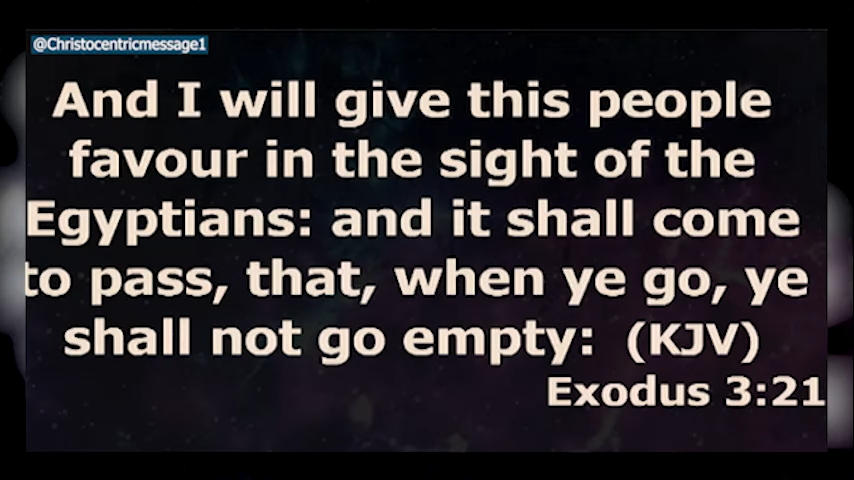 @Christocentricmessage1
And I will give this people
favour in the sight of the
Egyptians: and it shall come
to pass, that, when ye go, ye
shall not go empty: (KJV)
Exodus 3:21